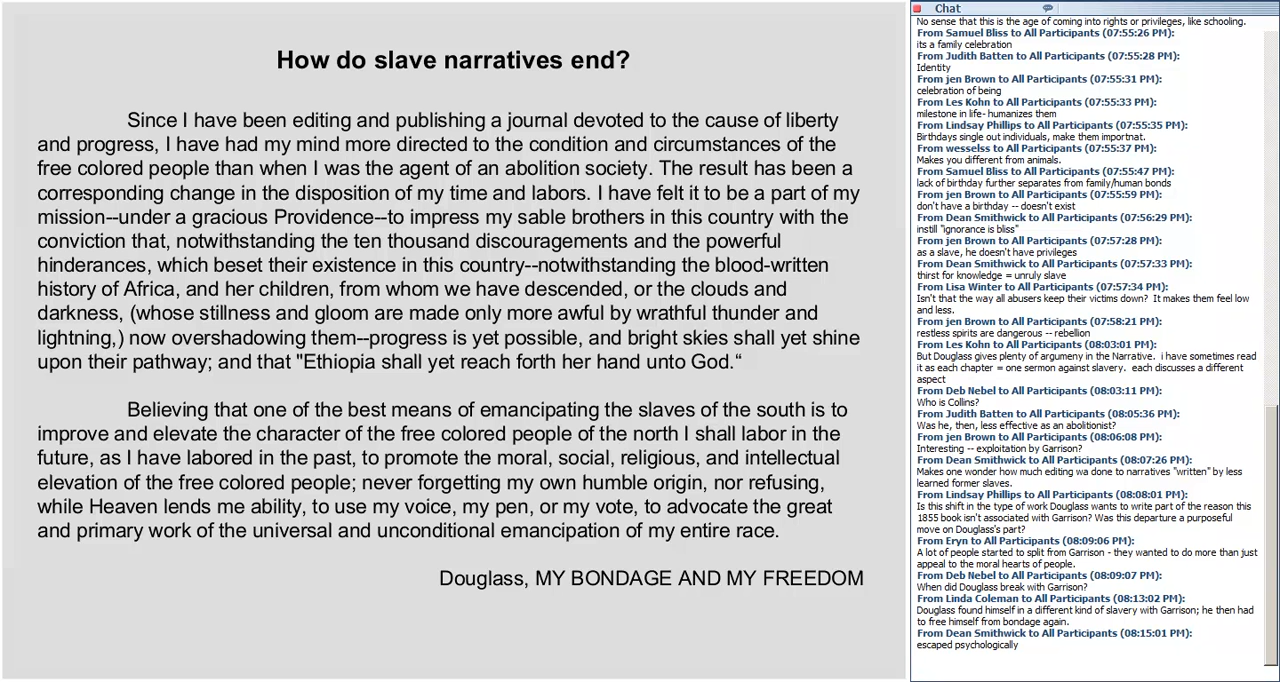 How do slave narratives end?
Since I have been editing and publishing a journal devoted to the cause of liberty
and progress, I have had my mind more directed to the condition and circumstances of the
free colored people than when I was the agent of an abolition society. The result has been a
corresponding change in the disposition of my time and labors. I have felt it to be a part of my
mission--under a gracious Providence--to impress my sable brothers in this country with the
conviction that, notwithstanding the ten thousand discouragements and the powerful
hinderances, which beset their existence in this country--notwithstanding the blood-written
history of Africa, and her children, from whom we have descended, or the clouds and
darkness, (whose stillness and gloom are made only more awful by wrathful thunder and
lightning,) now overshadowing them--progress is yet possible, and bright skies shall yet shine
upon their pathway; and that "Ethiopia shall yet reach forth her hand unto God.“
Believing that one of the best means of emancipating the slaves of the south is to
improve and elevate the character of the free colored people of the north I shall labor in the
future, as I have labored in the past, to promote the moral, social, religious, and intellectual
elevation of the free colored people; never forgetting my own humble origin, nor refusing,
while Heaven lends me ability, to use my voice, my pen, or my vote, to advocate the great
and primary work of the universal and unconditional emancipation of my entire race.
Douglass, MY BONDAGE AND MY FREEDOM
Chat
No sense that this is the age of coming into rights or privileges, like schooling.
From Samuel Bliss to All Participants (07:55:26 PM):
its a family celebration
From Judith Batten to All Participants (07:55:28 PM):
Identity
From jen Brown to All Participants (07:55:31 PM):
celebration of being
From Les Kohn to All Participants (07:55:33 PM):
milestone in life- humanizes them
From Lindsay Phillips to All Participants (07:55:35 PM):
Birthdays single out individuals, make them importnat.
From wesselss to All Participants (07:55:37 PM):
Makes you different from animals.
From Samuel Bliss to All Participants (07:55:47 PM):
lack of birthday further separates from family/human bonds
From jen Brown to All Participants (07:55:59 PM):
don't have a birthday -- doesn't exist
From Dean Smithwick to All Participants (07:56:29 PM):
instill "ignorance is bliss"
From jen Brown to All Participants (07:57:28 PM):
as a slave, he doesn't have privileges
From Dean Smithwick to All Participants (07:57:33 PM):
thirst for knowledge = unruly slave
From Lisa Winter to All Participants (07:57:34 PM):
Isn't that the way all abusers keep their victims down? It makes them feel low
and less.
From jen Brown to All Participants (07:58:21 PM):
restless spirits are dangerous -- rebellion
From Les Kohn to All Participants (08:03:01 PM):
But Douglass gives plenty of argumeny in the Narrative. i have sometimes read
it as each chapter = one sermon against slavery. each discusses a different
aspect
From Deb Nebel to All Participants (08:03:11 PM):
Who is Collins?
From Judith Batten to All Participants (08:05:36 PM):
Was he, then, less effective as an abolitionist?
From jen Brown to All Participants (08:06:08 PM):
Interesting -- exploitation by Garrison?
From Dean Smithwick to All Participants (08:07:26 PM):
Makes one wonder how much editing wa done to narratives "written" by less
learned former slaves.
From Lindsay Phillips to All Participants (08:08:01 PM):
Is this shift in the type of work Douglass wants to write part of the reason this
1855 book isn't associated with Garrison? Was this departure a purposeful
move on Douglass's part?
From Eryn to All Participants (08:09:06 PM):
A lot of people started to split from Garrison - they wanted to do more than just
appeal to the moral hearts of people.
From Deb Nebel to All Participants (08:09:07 PM):
When did Douglass break with Garrison?
From Linda Coleman to All Participants (08:13:02 PM):
Douglass found himself in a different kind of slavery with Garrison; he then had
to free himself from bondage again.
From Dean Smithwick to All Participants (08:15:01 PM):
escaped psychologically